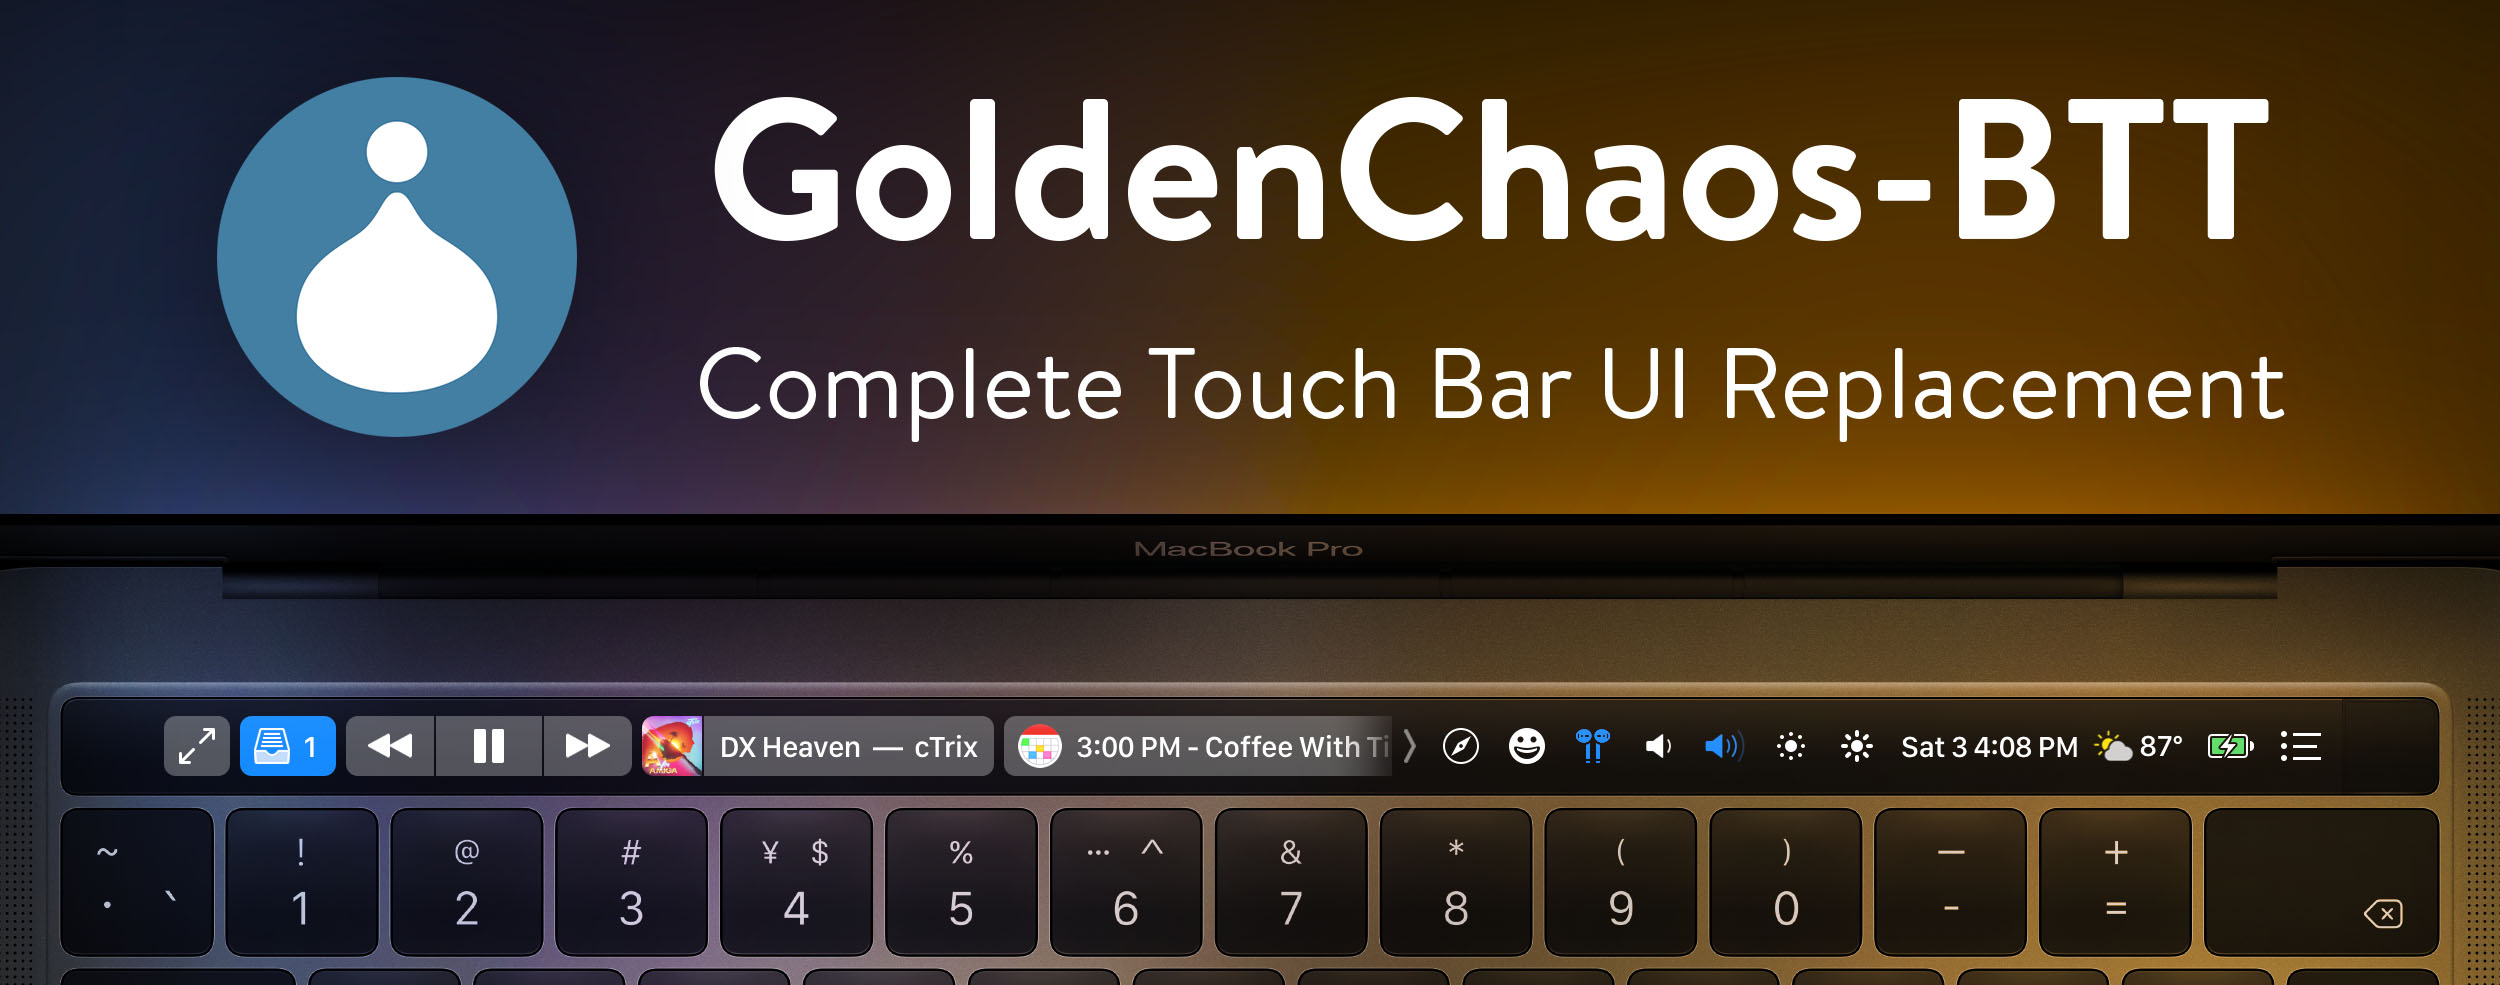 GoldenChaos-BTT
Complete Touch Bar UI Replacement
MacBook Pro
1 DX Heaven — cTrix 3:00 PM - Coffee With Ti Sat 3 4:08 PM 87°
AMIGA
~ ! @ # ¥ $ % ... ^ & * ( ) — +
· ` 1 2 3 4 5 6 7 8 9 0 - =